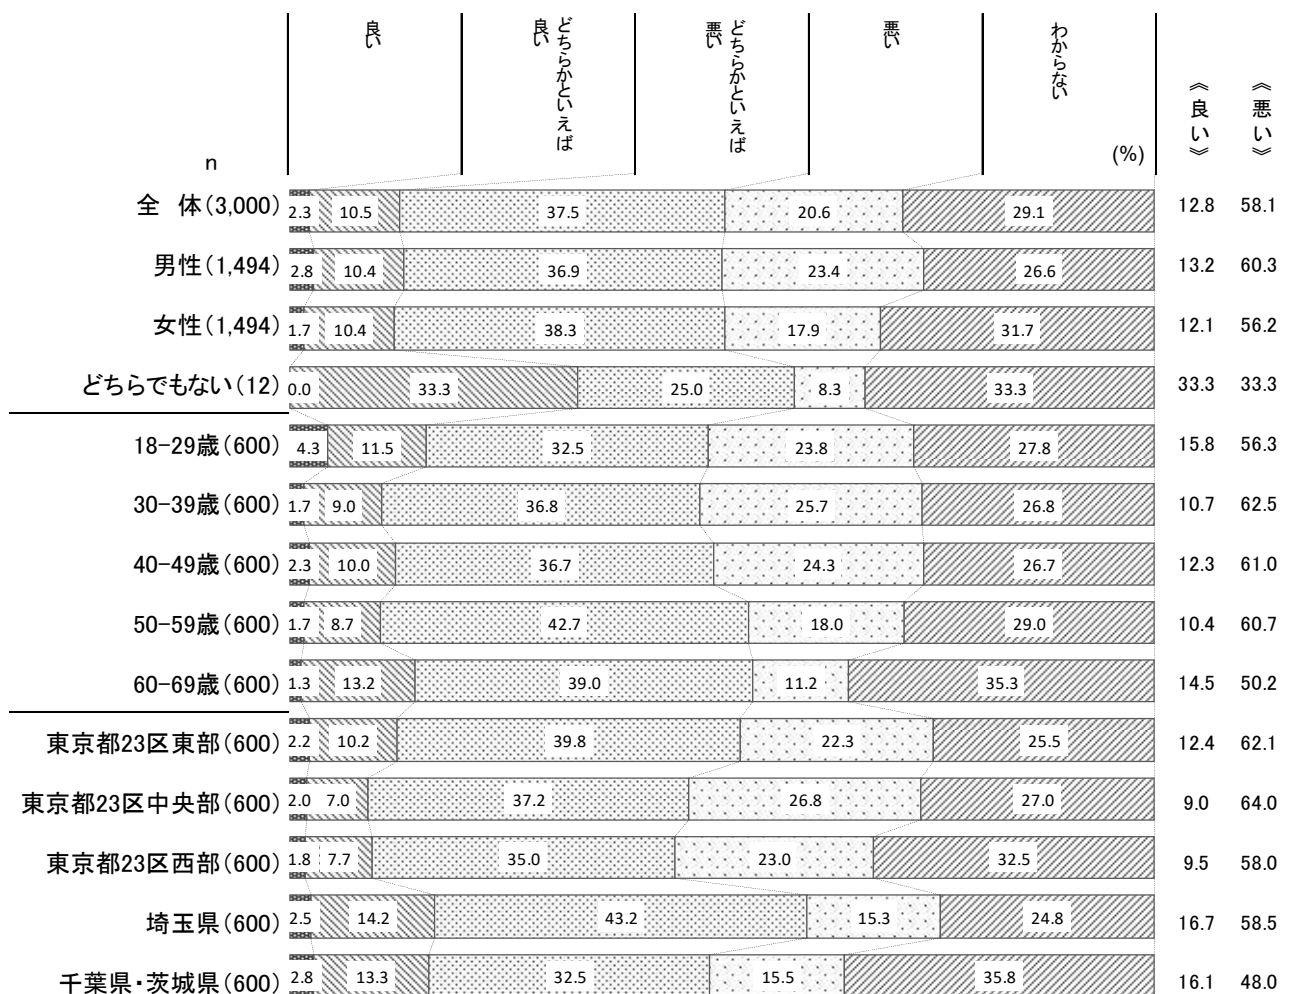 良い
どちらかといえば
良い
どちらかといえば
悪い
悪い
わからない
《良い》
《悪い》
n
(%)
全 体(3,000) 2.3 10.5 37.5 20.6 29.1 12.8 58.1
男性(1,494) 2.8 10.4 36.9 23.4 26.6 13.2 60.3
女性(1,494) 1.7 10.4 38.3 17.9 31.7 12.1 56.2
どちらでもない(12) 0.0 33.3 25.0 8.3 33.3 33.3 33.3
18-29歳(600) 4.3 11.5 32.5 23.8 27.8 15.8 56.3
30-39歳(600) 1.7 9.0 36.8 25.7 26.8 10.7 62.5
40-49歳(600) 2.3 10.0 36.7 24.3 26.7 12.3 61.0
50-59歳(600) 1.7 8.7 42.7 18.0 29.0 10.4 60.7
60-69歳(600) 1.3 13.2 39.0 11.2 35.3 14.5 50.2
東京都23区東部(600) 2.2 10.2 39.8 22.3 25.5 12.4 62.1
東京都23区中央部(600) 2.0 7.0 37.2 26.8 27.0 9.0 64.0
東京都23区西部(600) 1.8 7.7 35.0 23.0 32.5 9.5 58.0
埼玉県(600) 2.5 14.2 43.2 15.3 24.8 16.7 58.5
千葉県・茨城県(600) 2.8 13.3 32.5 15.5 35.8 16.1 48.0